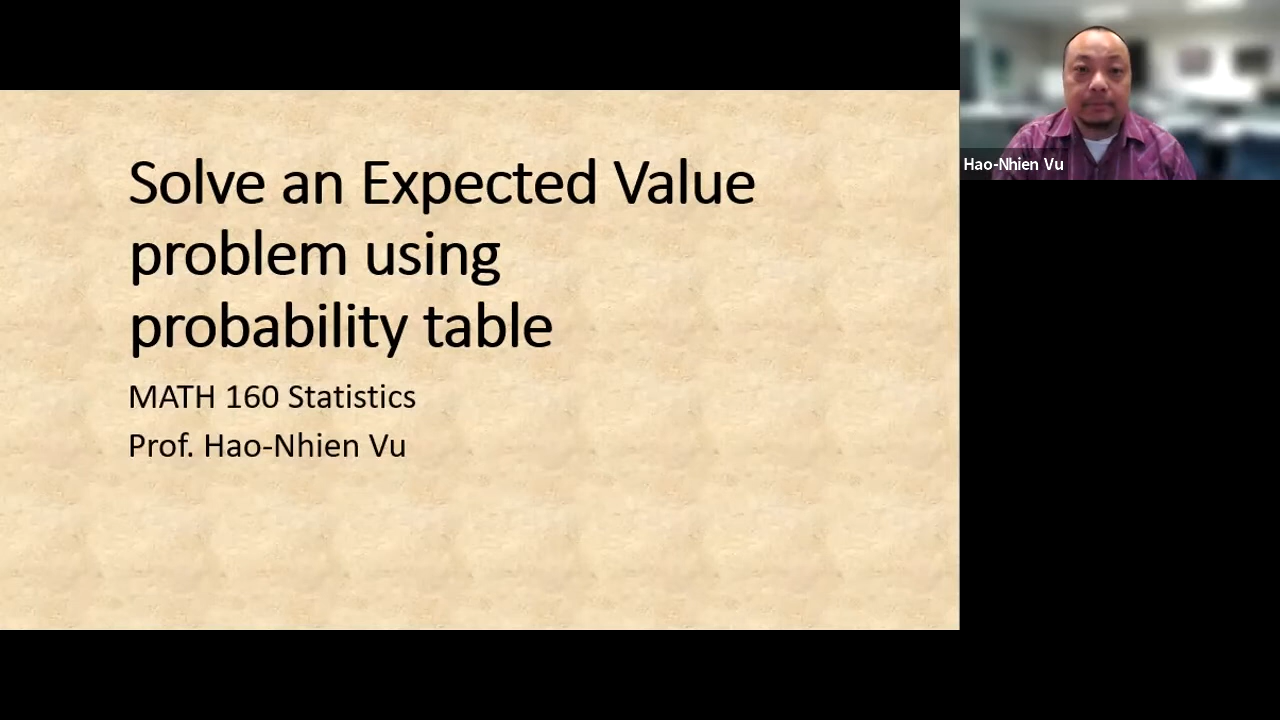 Solve an Expected Value
problem using
probability table
MATH 160 Statistics
Prof. Hao-Nhien Vu
Hao-Nhien Vu